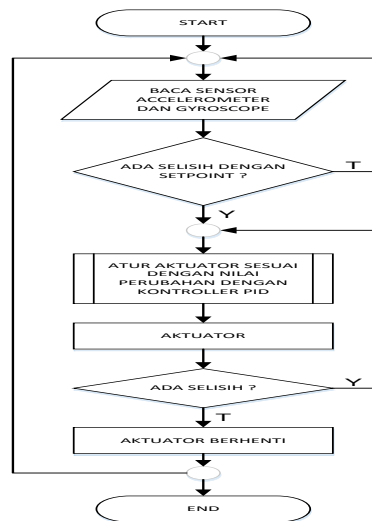 START
BACA SENSOR
ACCELEROMETER
DAN GYROSCOPE
ADA SELISIH DENGAN
SETPOINT ?
T
Y
ATUR AKTUATOR SESUAI
DENGAN NILAI
PERUBAHAN DENGAN
KONTROLLER PID
AKTUATOR
ADA SELISIH ?
Y
T
AKTUATOR BERHENTI
END